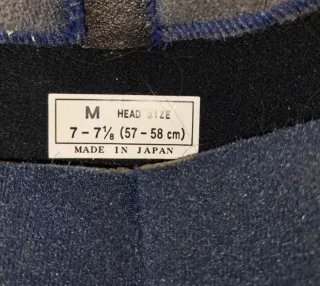 M HEAD SIZE
7 - 7⅛ (57 - 58 cm)
MADE IN JAPAN